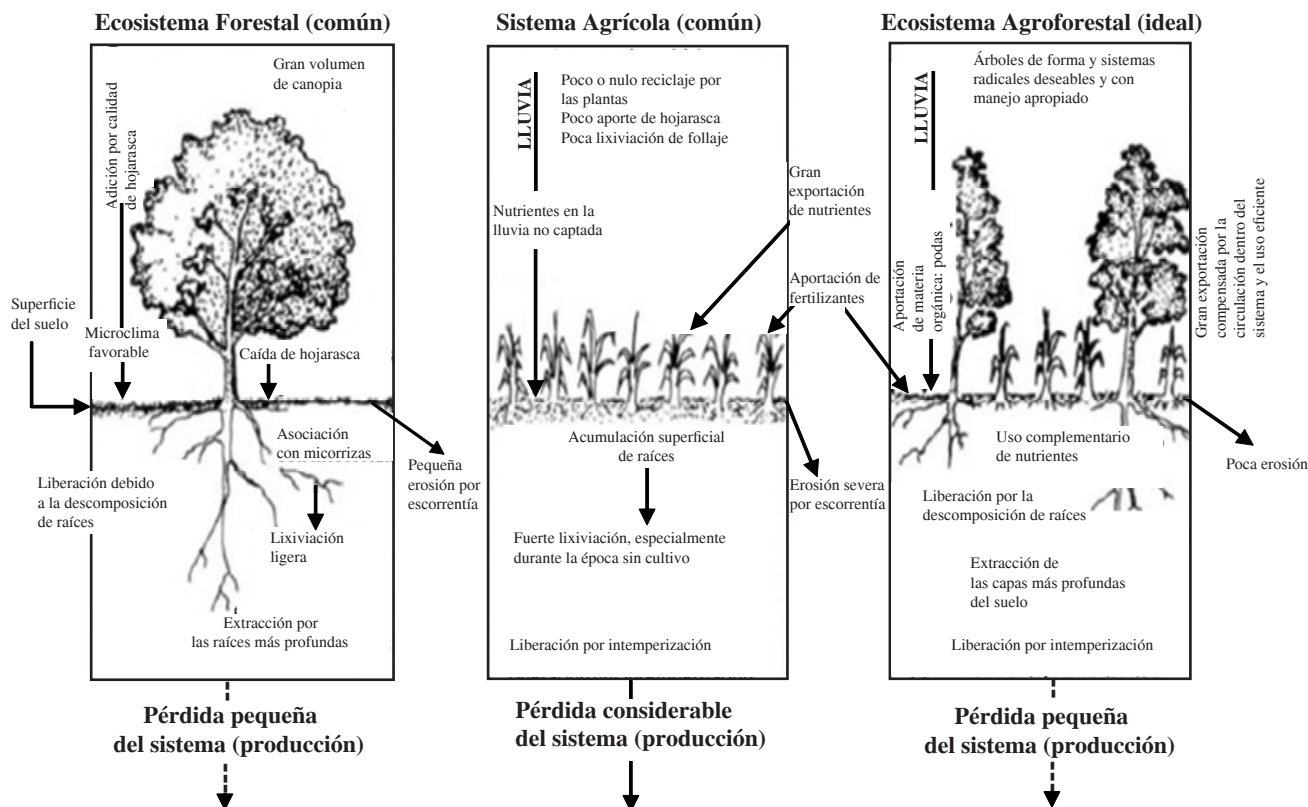 Ecosistema Forestal (común)
Gran volumen
de canopia
Adición por calidad
de hojarasca
Superficie
del suelo
Microclima
favorable
Caída de hojarasca
Asociación
con micorrizas
Pequeña
erosión por
escorrentía
Liberación debido
a la descomposición
de raíces
Lixiviación
ligera
Extracción por
las raíces más profundas
Pérdida pequeña
del sistema (producción)
Sistema Agrícola (común)
LLUVIA
Poco o nulo reciclaje por
las plantas
Poco aporte de hojarasca
Poca lixiviación de follaje
Nutrientes en la
lluvia no captada
Gran
exportación
de nutrientes
Aportación de
fertilizantes
Acumulación superficial
de raíces
Erosión severa
por escorrentía
Fuerte lixiviación, especialmente
durante la época sin cultivo
Liberación por intemperización
Pérdida considerable
del sistema (producción)
Ecosistema Agroforestal (ideal)
LLUVIA
Árboles de forma y sistemas
radicales deseables y con
manejo apropiado
Aportación
de materia
orgánica: podas
Gran exportación
compensada por la
circulación dentro del
sistema y el uso eficiente
Uso complementario
de nutrientes
Poca erosión
Liberación por la
descomposición de raíces
Extracción de
las capas más profundas
del suelo
Liberación por intemperización
Pérdida pequeña
del sistema (producción)